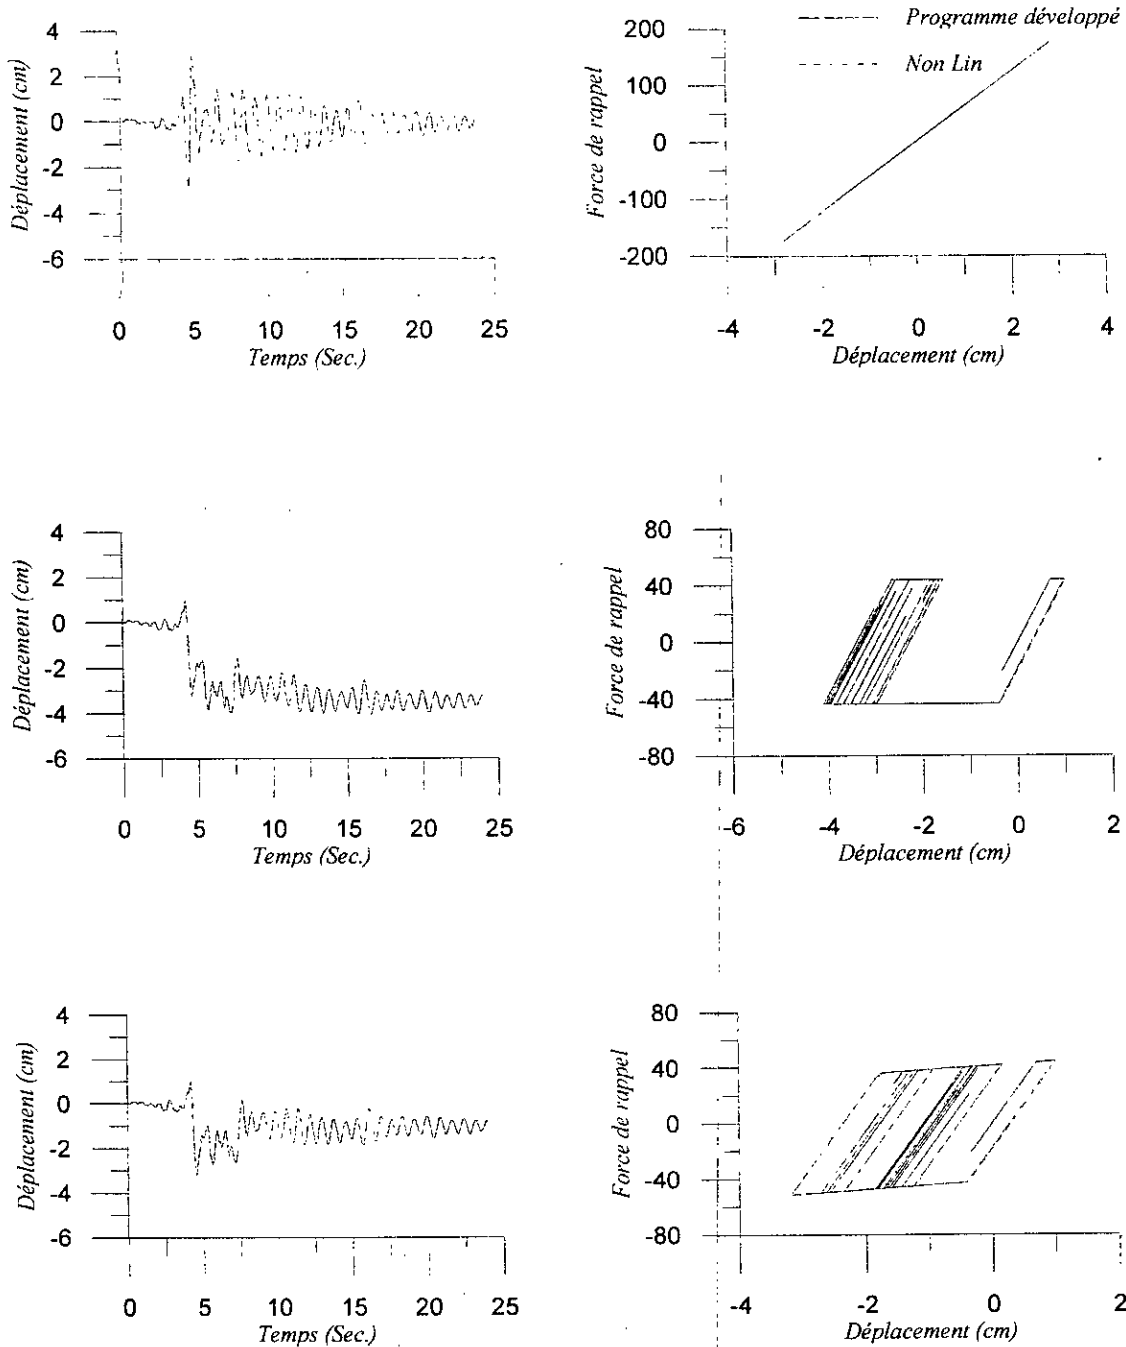 Programme développé
Non Lin
4
2
0
-2
-4
-6
Déplacement (cm)
0 5 10 15 20 25
Temps (Sec.)
200
100
0
-100
-200
Force de rappel
-4 -2 0 2 4
Déplacement (cm)
4
2
0
-2
-4
-6
Déplacement (cm)
0 5 10 15 20 25
Temps (Sec.)
80
40
0
-40
-80
Force de rappel
-6 -4 -2 0 2
Déplacement (cm)
4
2
0
-2
-4
-6
Déplacement (cm)
0 5 10 15 20 25
Temps (Sec.)
80
40
0
-40
-80
Force de rappel
-4 -2 0 2
Déplacement (cm)